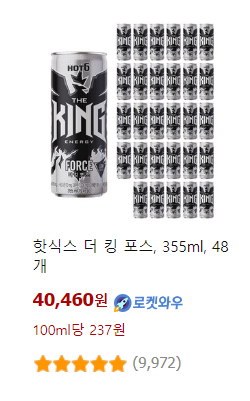 HOT6
THE
KING
ENERGY
FORCE
핫식스 더 킹 포스, 355ml, 48
개
40,460원 로켓와우
100ml당 237원
(9,972)